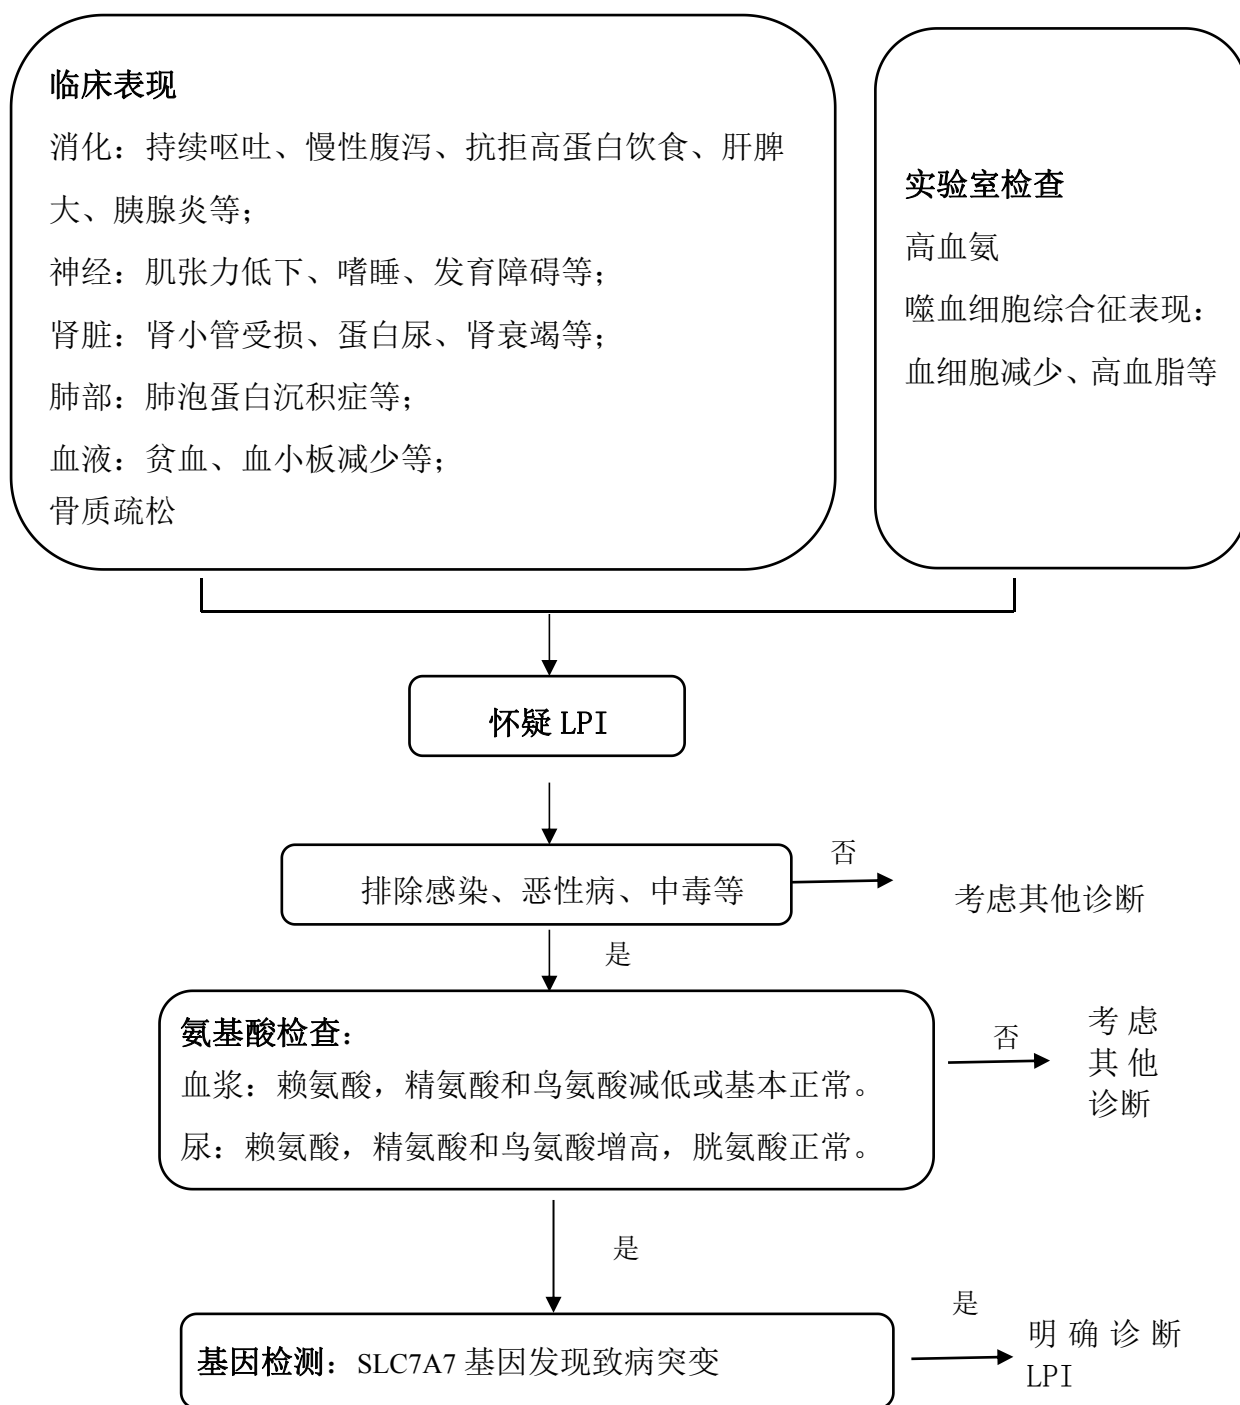 临床表现
消化：持续呕吐、慢性腹泻、抗拒高蛋白饮食、肝脾
大、胰腺炎等；
神经：肌张力低下、嗜睡、发育障碍等；
肾脏：肾小管受损、蛋白尿、肾衰竭等；
肺部：肺泡蛋白沉积症等；
血液：贫血、血小板减少等；
骨质疏松
实验室检查
高血氨
噬血细胞综合征表现：
血细胞减少、高血脂等
怀疑 LPI
排除感染、恶性病、中毒等
否
考虑其他诊断
是
氨基酸检查：
血浆：赖氨酸，精氨酸和鸟氨酸减低或基本正常。
尿：赖氨酸，精氨酸和鸟氨酸增高，胱氨酸正常。
否
考虑
其他
诊断
是
基因检测：SLC7A7 基因发现致病突变
是
明确诊断
LPI